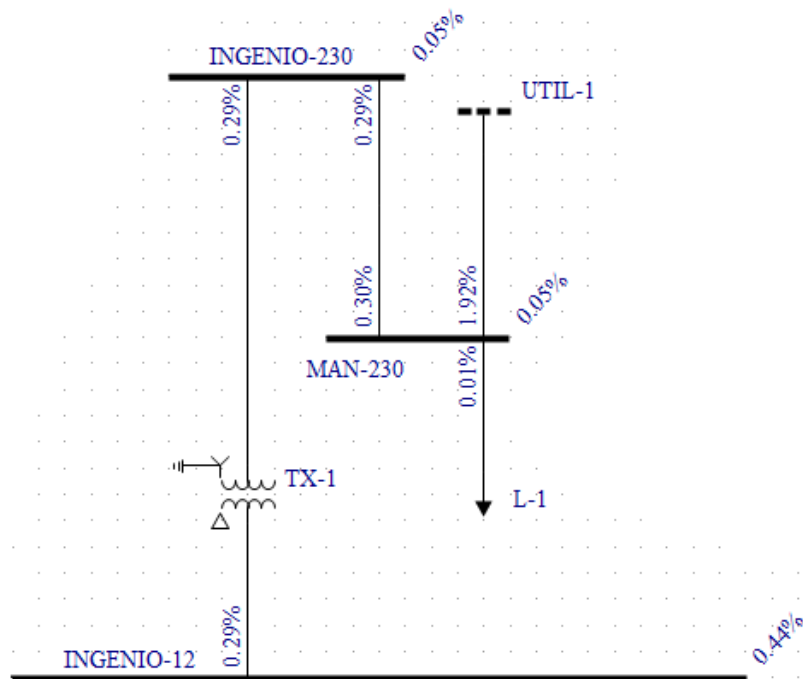 INGENIO-230
0.05%
0.29%
0.29%
UTIL-1
0.30%
1.92%
0.05%
MAN-230
0.01%
TX-1
L-1
0.29%
INGENIO-12
0.44%